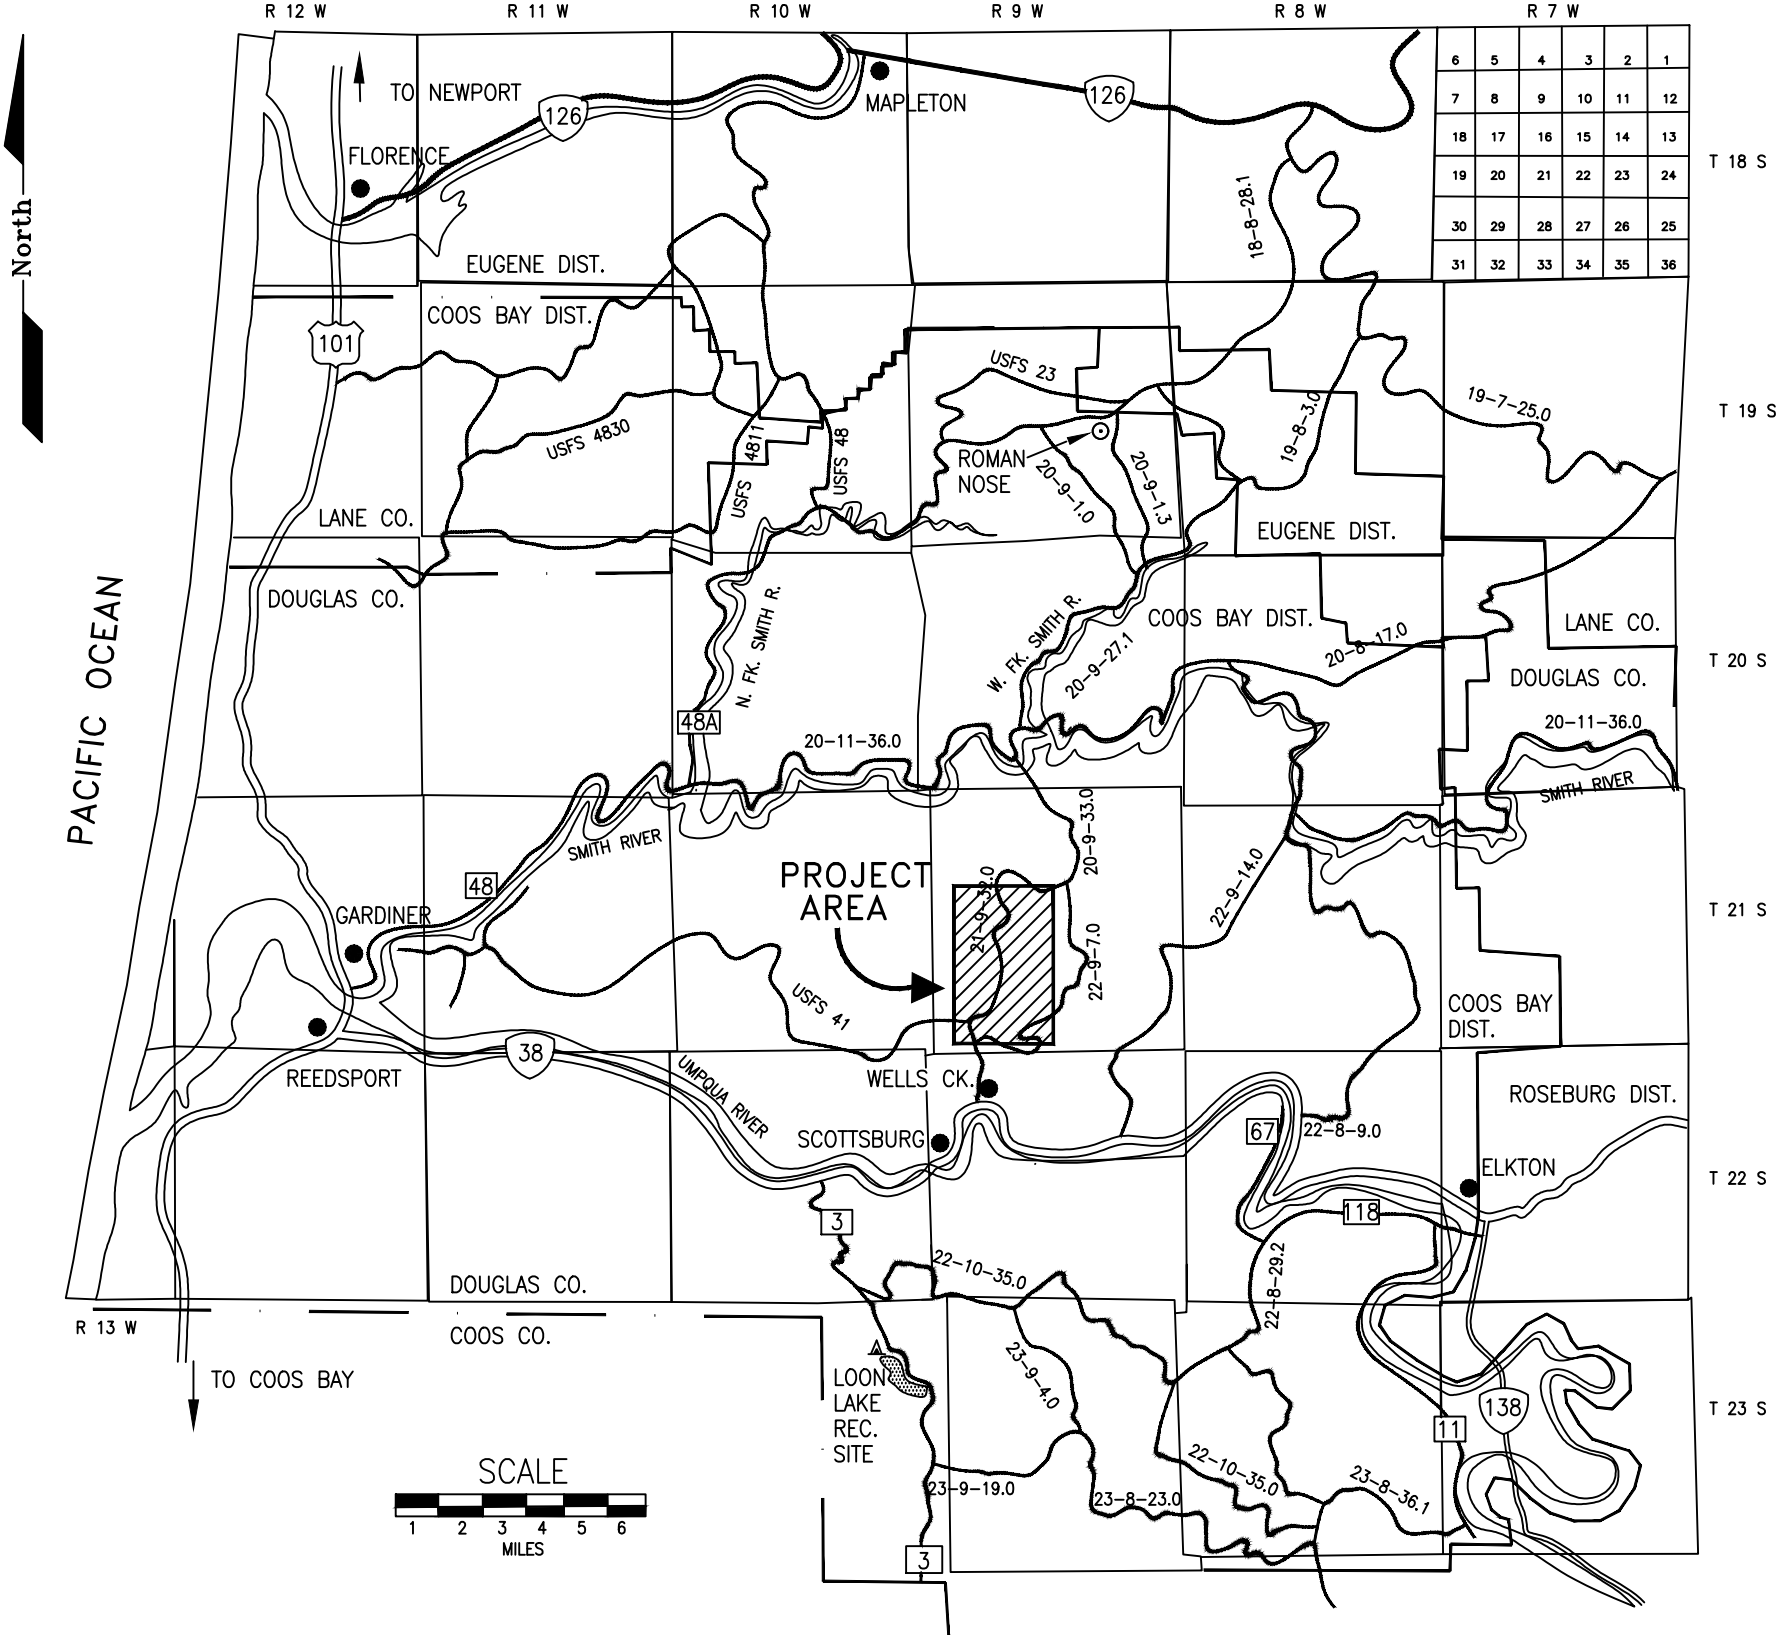 R 12 W R 11 W R 10 W R 9 W R 8 W R 7 W
6 5 4 3 2 1
7 8 9 10 11 12
18 17 16 15 14 13
19 20 21 22 23 24
30 29 28 27 26 25
31 32 33 34 35 36
T 18 S
T 19 S
T 20 S
T 21 S
T 22 S
T 23 S
North
TO NEWPORT
126
MAPLETON
126
FLORENCE
18-8-28.1
EUGENE DIST.
COOS BAY DIST.
101
USFS 23
19-7-25.0
19-8-3.0
USFS 4830
USFS 4811
USFS 48
ROMAN
NOSE
20-9-1.0
20-9-1.3
LANE CO.
EUGENE DIST.
DOUGLAS CO.
PACIFIC OCEAN
N. FK. SMITH R.
W. FK. SMITH R.
20-9-27.1
COOS BAY DIST.
20-8-17.0
LANE CO.
DOUGLAS CO.
48A
20-11-36.0
20-11-36.0
SMITH RIVER
SMITH RIVER
20-9-33.0
48
PROJECT
AREA
21-9-32.0
22-9-7.0
22-9-14.0
GARDINER
USFS 41
COOS BAY
DIST.
REEDSPORT
38
UMPQUA RIVER
WELLS CK.
SCOTTSBURG
67
22-8-9.0
ROSEBURG DIST.
ELKTON
3
118
22-10-35.0
22-8-29.2
DOUGLAS CO.
COOS CO.
R 13 W
TO COOS BAY
LOON
LAKE
REC.
SITE
23-9-4.0
138
11
22-10-35.0
23-8-36.1
23-9-19.0
23-8-23.0
3
SCALE
1 2 3 4 5 6
MILES